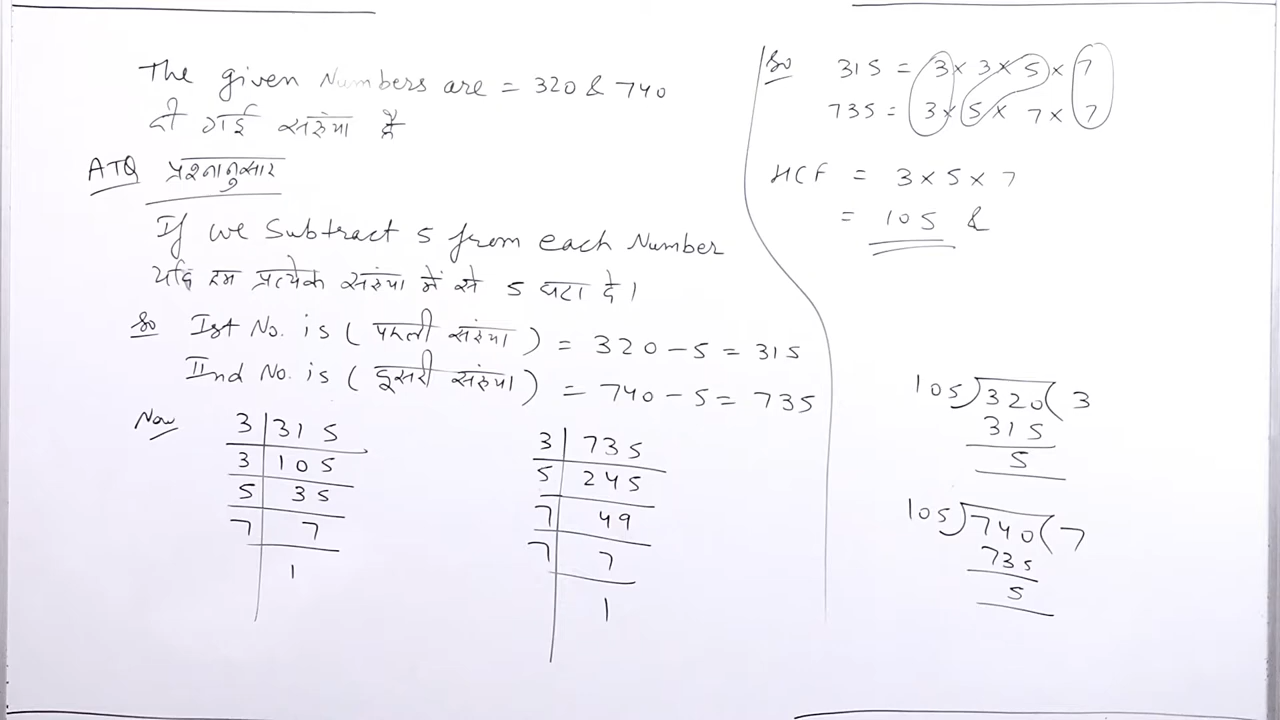 The given Numbers are = 320 & 740
दी गई संख्या है
ATQ प्रश्नानुसार
If we Subtract 5 from each Number
यदि हम प्रत्येक संख्या में से 5 घटा दे।
So Ist No. is (पहली संख्या) = 320 - 5 = 315
IInd No. is (दूसरी संख्या) = 740 - 5 = 735
Now
3 | 315
3 | 105
5 | 35
7 | 7
1
3 | 735
5 | 245
7 | 49
7 | 7
1
So 315 = 3 × 3 × 5 × 7
735 = 3 × 5 × 7 × 7
HCF = 3 × 5 × 7
= 105 &
105)320(3
315
5
105)740(7
735
5